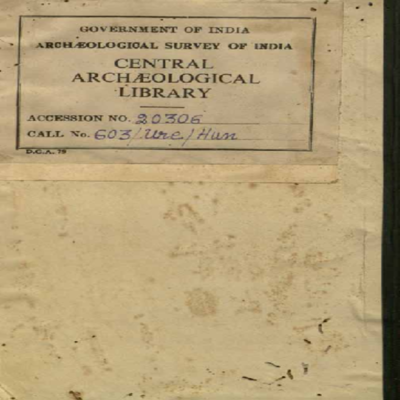 GOVERNMENT OF INDIA
ARCHÆOLOGICAL SURVEY OF INDIA
CENTRAL
ARCHÆOLOGICAL
LIBRARY
ACCESSION NO. 20306
CALL No. 603/Ure/Hun
D.G.A. 79